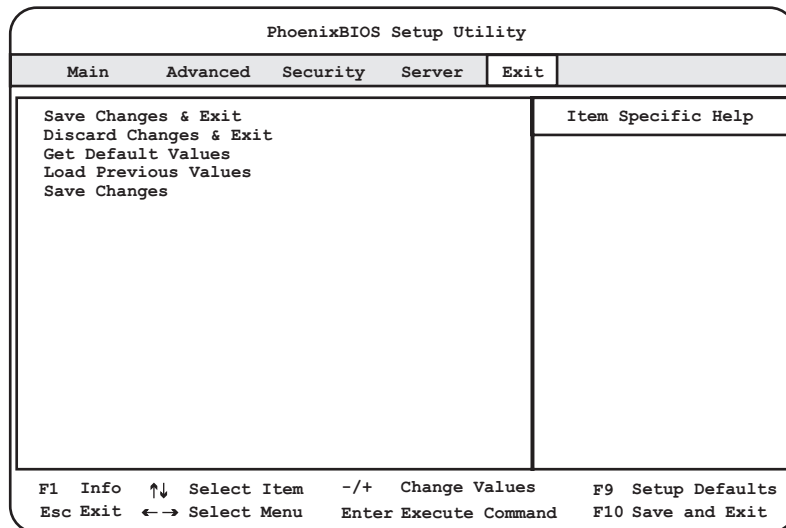 PhoenixBIOS Setup Utility
Main Advanced Security Server Exit
Save Changes & Exit
Discard Changes & Exit
Get Default Values
Load Previous Values
Save Changes
Item Specific Help
F1 Info ↑↓ Select Item -/+ Change Values F9 Setup Defaults
Esc Exit ←→ Select Menu Enter Execute Command F10 Save and Exit